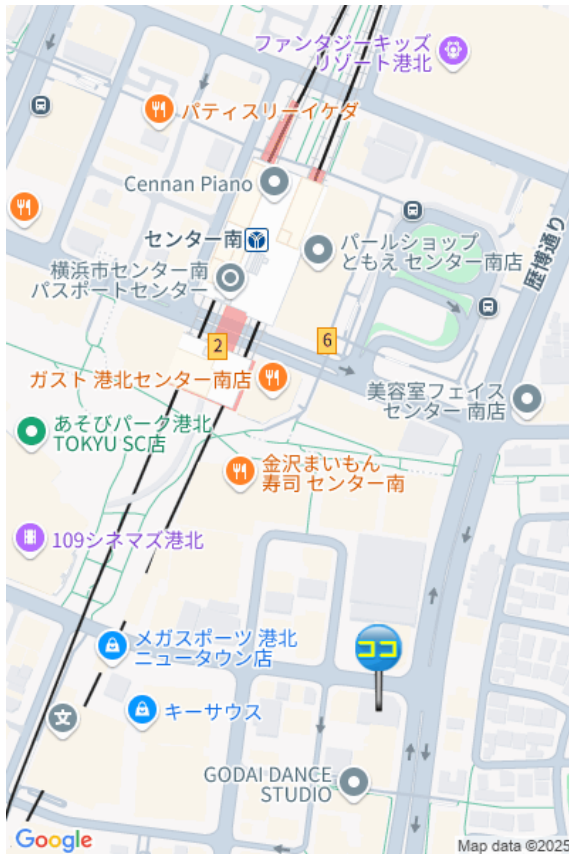 ファンタジーキッズ
リゾート港北
パティスリーイケダ
Cennan Piano
センター南
パールショップ
ともえ センター南店
歴博通り
横浜市センター南
パスポートセンター
2
6
ガスト 港北センター南店
美容室フェイス
センター 南店
あそびパーク港北
TOKYU SC店
金沢まいもん
寿司 センター南
109シネマズ港北
ココ
メガスポーツ 港北
ニュータウン店
キーサウス
文
GODAI DANCE
STUDIO
Google
Map data ©2025